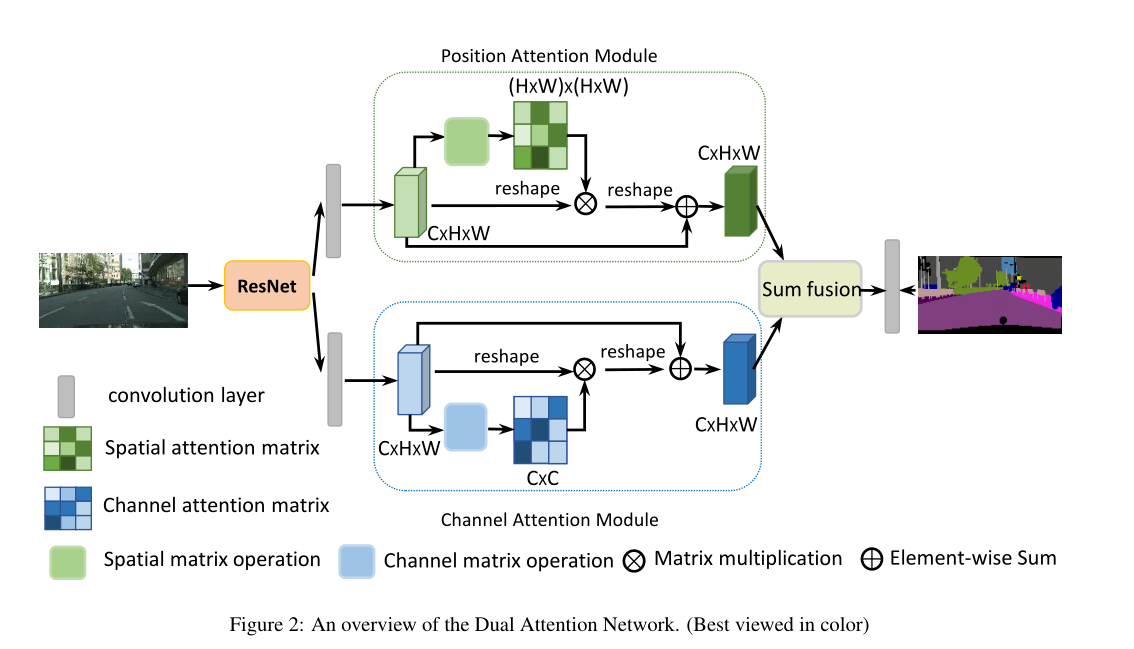 Position Attention Module
(HxW)x(HxW)
CxHxW
reshape
reshape
CxHxW
ResNet
Sum fusion
reshape
reshape
convolution layer
CxHxW
CxHxW
Spatial attention matrix
CxC
Channel attention matrix
Channel Attention Module
Spatial matrix operation
Channel matrix operation
Matrix multiplication
Element-wise Sum
Figure 2: An overview of the Dual Attention Network. (Best viewed in color)